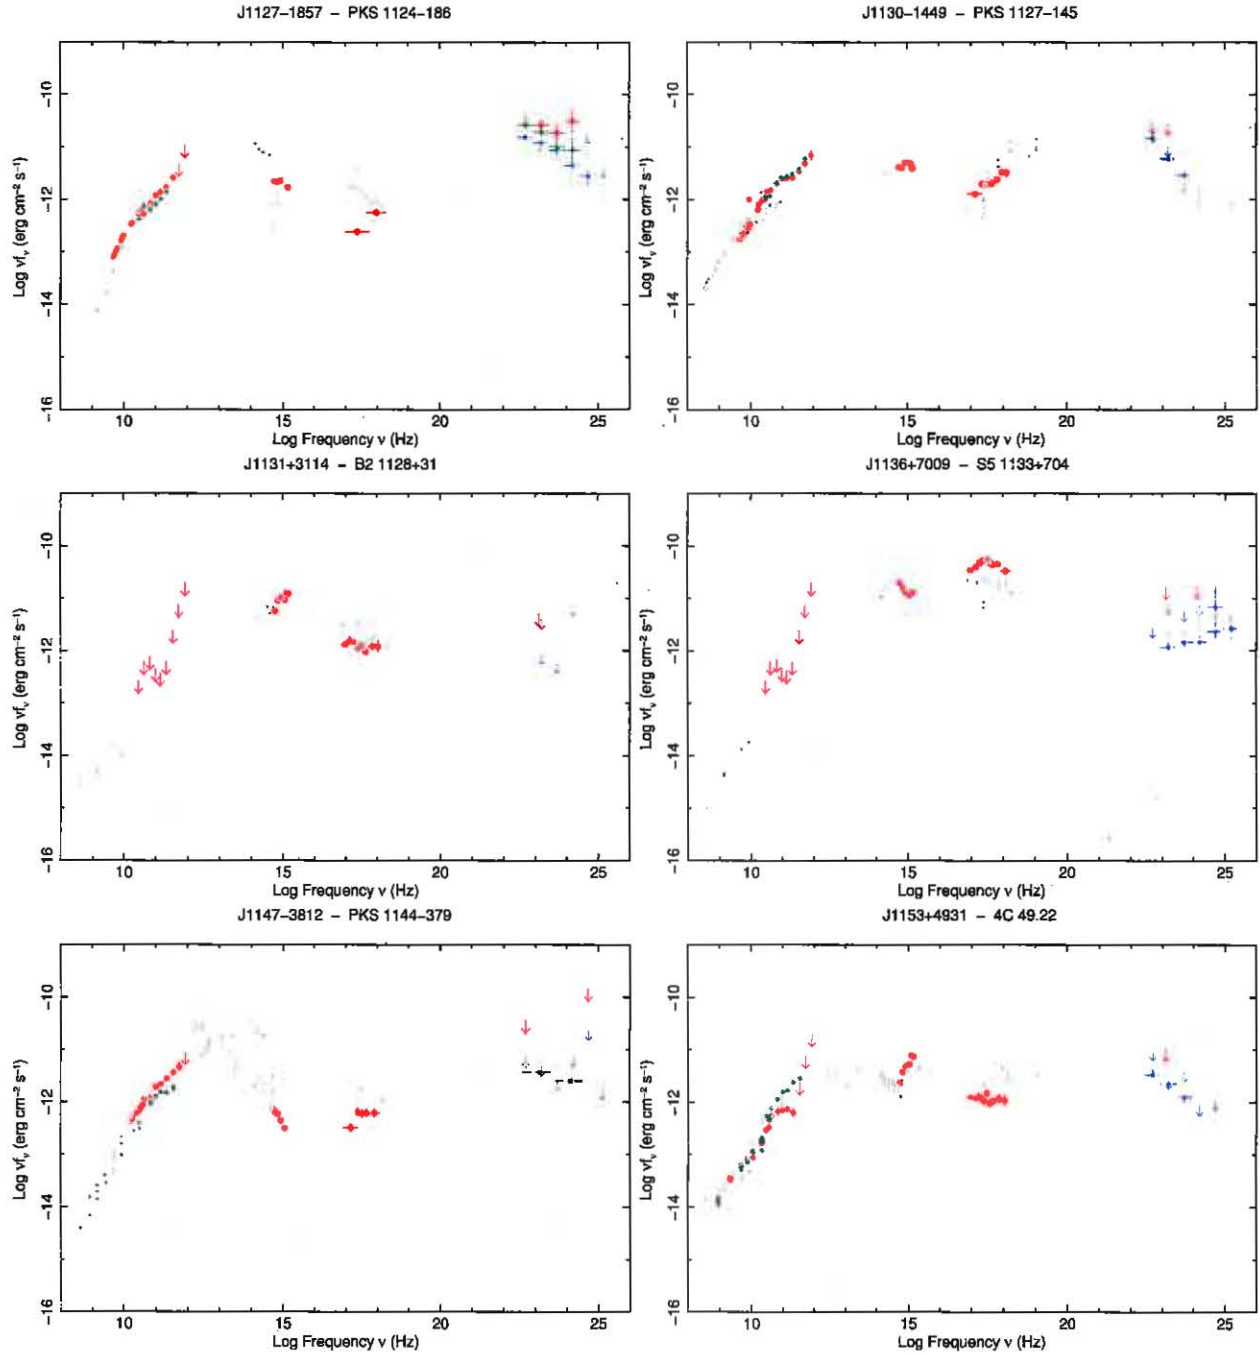 J1127−1857 − PKS 1124−186
J1130−1449 − PKS 1127−145
Log νfν (erg cm−2 s−1)
−10
−12
−14
−16
10
15
20
25
Log Frequency ν (Hz)
Log νfν (erg cm−2 s−1)
−10
−12
−14
−16
10
15
20
25
Log Frequency ν (Hz)
J1131+3114 − B2 1128+31
J1136+7009 − S5 1133+704
Log νfν (erg cm−2 s−1)
−10
−12
−14
−16
10
15
20
25
Log Frequency ν (Hz)
Log νfν (erg cm−2 s−1)
−10
−12
−14
−16
10
15
20
25
Log Frequency ν (Hz)
J1147−3812 − PKS 1144−379
J1153+4931 − 4C 49.22
Log νfν (erg cm−2 s−1)
−10
−12
−14
−16
10
15
20
25
Log Frequency ν (Hz)
Log νfν (erg cm−2 s−1)
−10
−12
−14
−16
10
15
20
25
Log Frequency ν (Hz)